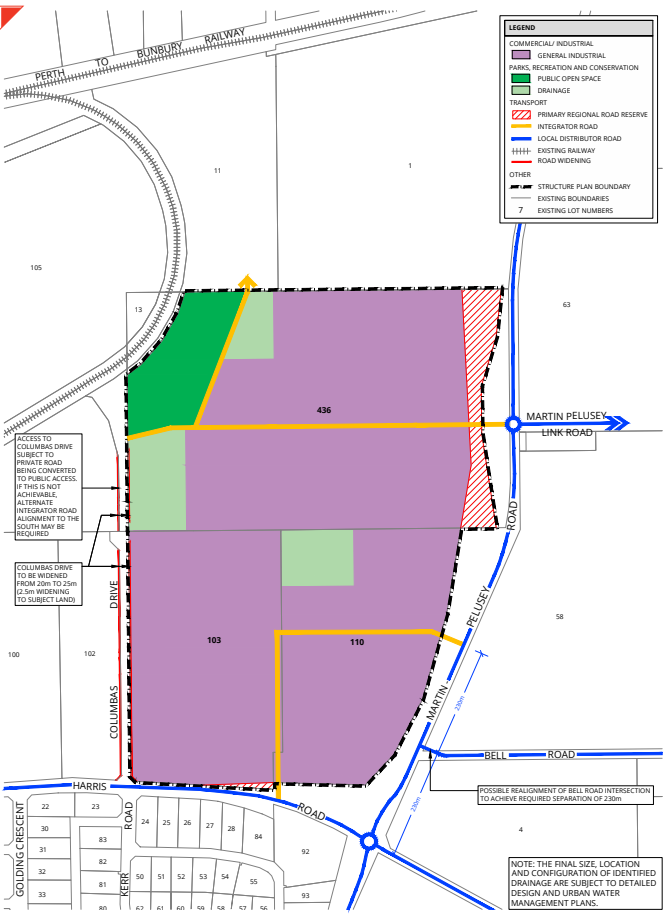 PERTH TO BUNBURY RAILWAY
LEGEND
COMMERCIAL/ INDUSTRIAL
GENERAL INDUSTRIAL
PARKS, RECREATION AND CONSERVATION
PUBLIC OPEN SPACE
DRAINAGE
TRANSPORT
PRIMARY REGIONAL ROAD RESERVE
INTEGRATOR ROAD
LOCAL DISTRIBUTOR ROAD
EXISTING RAILWAY
ROAD WIDENING
OTHER
STRUCTURE PLAN BOUNDARY
EXISTING BOUNDARIES
7 EXISTING LOT NUMBERS
11
1
105
13
63
436
MARTIN PELUSEY
LINK ROAD
ACCESS TO
COLUMBAS DRIVE
SUBJECT TO
PRIVATE ROAD
BEING CONVERTED
TO PUBLIC ACCESS.
IF THIS IS NOT
ACHIEVABLE,
ALTERNATE
INTEGRATOR ROAD
ALIGNMENT TO THE
SOUTH MAY BE
REQUIRED
COLUMBAS DRIVE
TO BE WIDENED
FROM 20m TO 25m
(2.5m WIDENING
TO SUBJECT LAND)
COLUMBAS DRIVE
MARTIN PELUSEY ROAD
58
103
110
100
102
230m
230m
BELL ROAD
POSSIBLE REALIGNMENT OF BELL ROAD INTERSECTION
TO ACHIEVE REQUIRED SEPARATION OF 230m
HARRIS ROAD
GOLDING CRESCENT
KERR ROAD
22
23
30
31
32
33
83
82
81
80
24
25
26
27
28
84
92
93
50
51
52
53
54
55
62
61
59
58
57
56
4
NOTE: THE FINAL SIZE, LOCATION
AND CONFIGURATION OF IDENTIFIED
DRAINAGE ARE SUBJECT TO DETAILED
DESIGN AND URBAN WATER
MANAGEMENT PLANS.